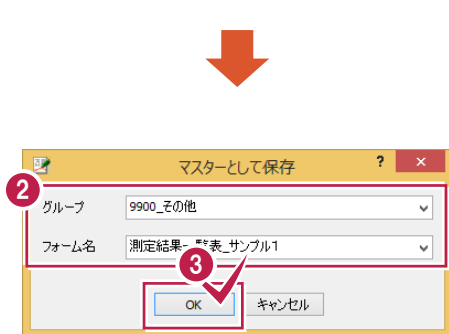 マスターとして保存 ? ×
2
グループ 9900_その他
フォーム名 測定結果一覧表_サンプル1
3
OK キャンセル